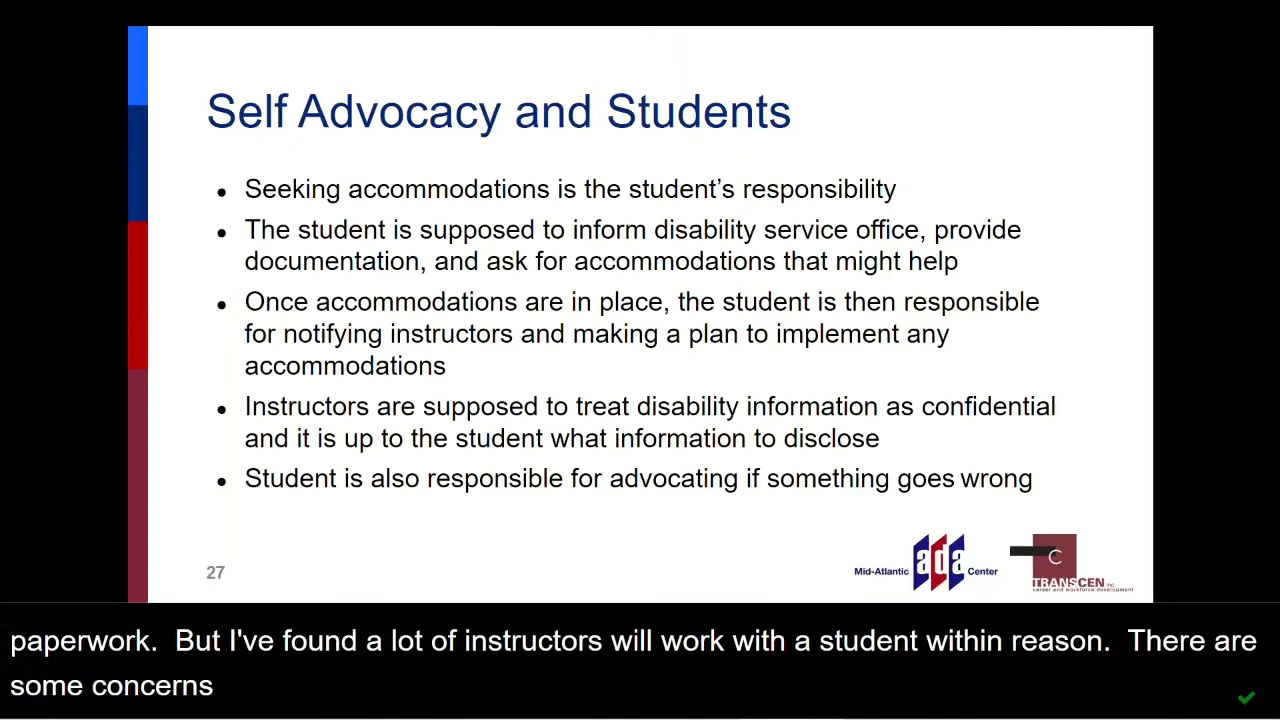 Self Advocacy and Students
• Seeking accommodations is the student’s responsibility
• The student is supposed to inform disability service office, provide
documentation, and ask for accommodations that might help
• Once accommodations are in place, the student is then responsible
for notifying instructors and making a plan to implement any
accommodations
• Instructors are supposed to treat disability information as confidential
and it is up to the student what information to disclose
• Student is also responsible for advocating if something goes wrong
27
Mid-Atlantic ada Center
C
TRANSCEN inc.
career and workforce development
paperwork.  But I've found a lot of instructors will work with a student within reason.  There are
some concerns